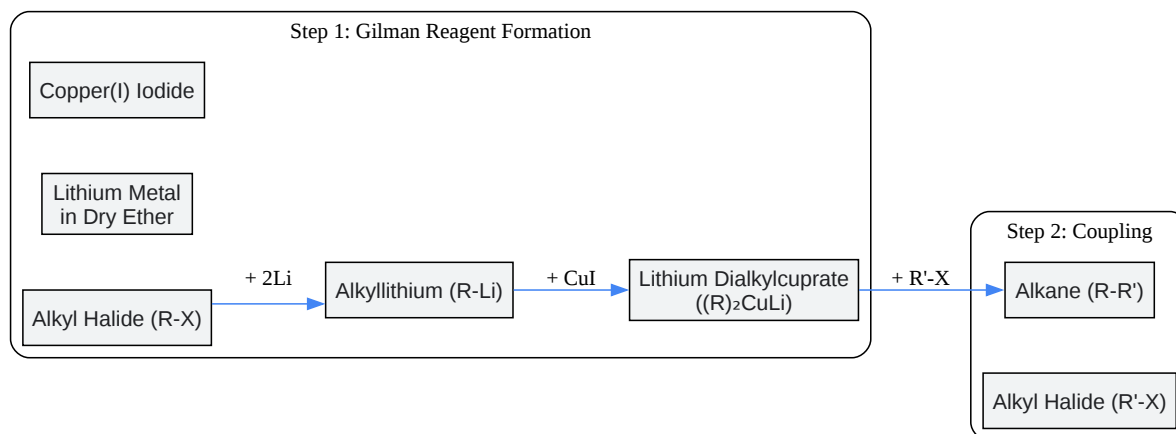 Step 1: Gilman Reagent Formation
Copper(I) Iodide
Lithium Metal
in Dry Ether
Alkyl Halide (R-X)
+ 2Li
Alkyllithium (R-Li)
+ CuI
Lithium Dialkylcuprate
((R)₂CuLi)
+ R'-X
Step 2: Coupling
Alkane (R-R')
Alkyl Halide (R'-X)